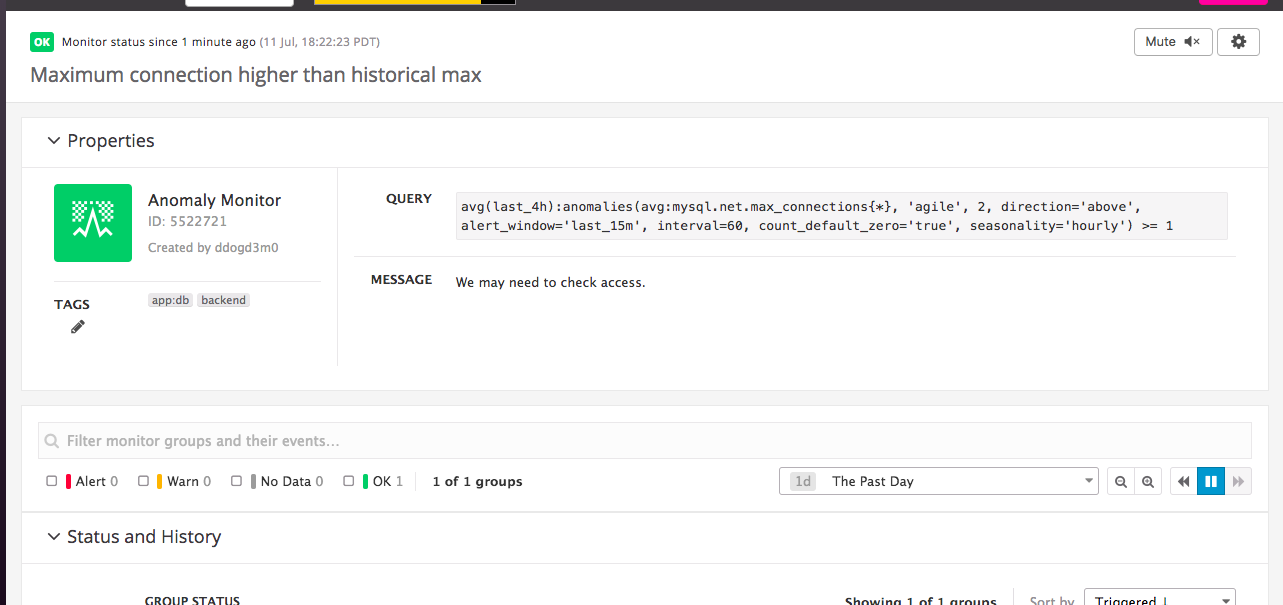 OK Monitor status since 1 minute ago (11 Jul, 18:22:23 PDT)
Mute
Maximum connection higher than historical max
Properties
Anomaly Monitor
ID: 5522721
Created by ddogd3m0
TAGS
app:db backend
QUERY
avg(last_4h):anomalies(avg:mysql.net.max_connections{*}, 'agile', 2, direction='above',
alert_window='last_15m', interval=60, count_default_zero='true', seasonality='hourly') >= 1
MESSAGE
We may need to check access.
Filter monitor groups and their events...
Alert 0 Warn 0 No Data 0 OK 1 1 of 1 groups
1d The Past Day
Status and History
GROUP STATUS
Showing 1 of 1 groups
Sort by Triggered ↓